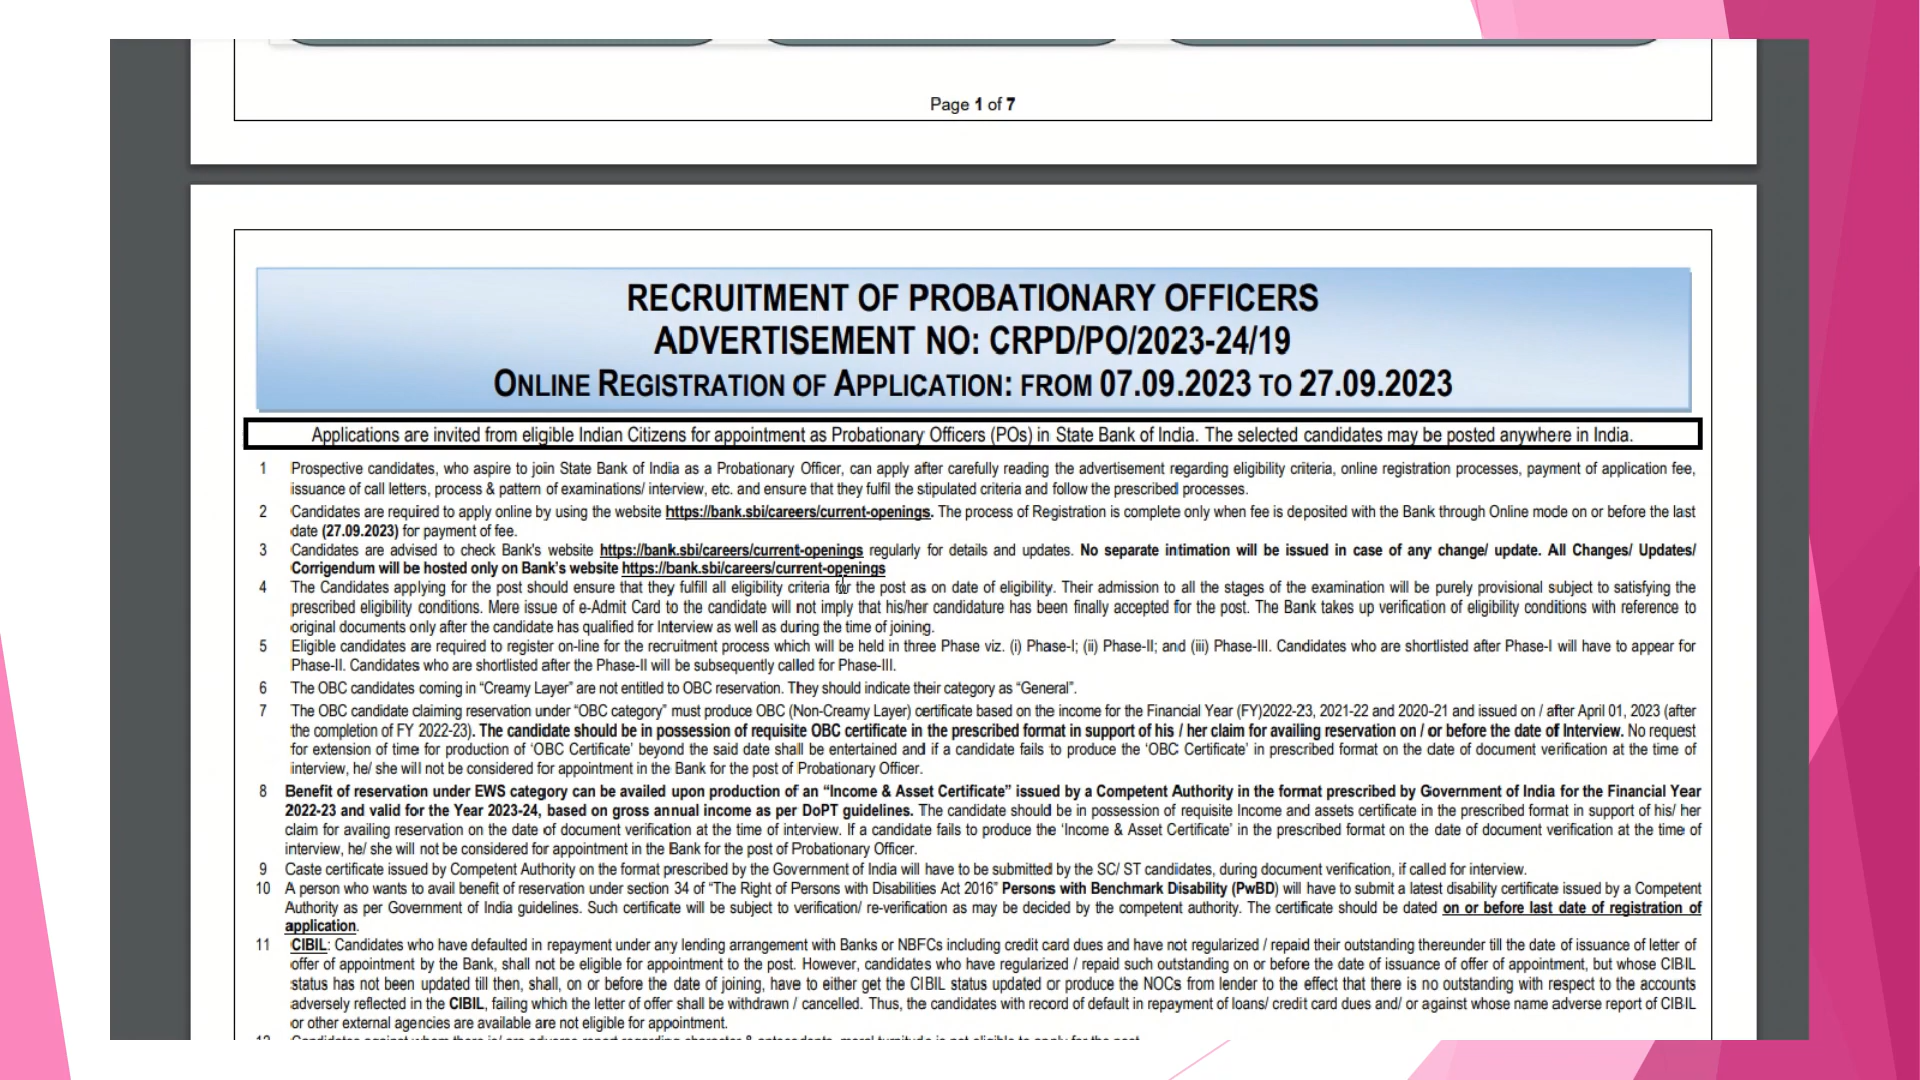 Page 1 of 7
RECRUITMENT OF PROBATIONARY OFFICERS
ADVERTISEMENT NO: CRPD/PO/2023-24/19
ONLINE REGISTRATION OF APPLICATION: FROM 07.09.2023 TO 27.09.2023
Applications are invited from eligible Indian Citizens for appointment as Probationary Officers (POs) in State Bank of India. The selected candidates may be posted anywhere in India.
1 Prospective candidates, who aspire to join State Bank of India as a Probationary Officer, can apply after carefully reading the advertisement regarding eligibility criteria, online registration processes, payment of application fee,
issuance of call letters, process & pattern of examinations/ interview, etc. and ensure that they fulfil the stipulated criteria and follow the prescribed processes.
2 Candidates are required to apply online by using the website https://bank.sbi/careers/current-openings. The process of Registration is complete only when fee is deposited with the Bank through Online mode on or before the last
date (27.09.2023) for payment of fee.
3 Candidates are advised to check Bank's website https://bank.sbi/careers/current-openings regularly for details and updates. No separate intimation will be issued in case of any change/ update. All Changes/ Updates/
Corrigendum will be hosted only on Bank's website https://bank.sbi/careers/current-openings
4 The Candidates applying for the post should ensure that they fulfill all eligibility criteria for the post as on date of eligibility. Their admission to all the stages of the examination will be purely provisional subject to satisfying the
prescribed eligibility conditions. Mere issue of e-Admit Card to the candidate will not imply that his/her candidature has been finally accepted for the post. The Bank takes up verification of eligibility conditions with reference to
original documents only after the candidate has qualified for Interview as well as during the time of joining.
5 Eligible candidates are required to register on-line for the recruitment process which will be held in three Phase viz. (i) Phase-I; (ii) Phase-II; and (iii) Phase-III. Candidates who are shortlisted after Phase-I will have to appear for
Phase-II. Candidates who are shortlisted after the Phase-II will be subsequently called for Phase-III.
6 The OBC candidates coming in “Creamy Layer” are not entitled to OBC reservation. They should indicate their category as “General”.
7 The OBC candidate claiming reservation under “OBC category” must produce OBC (Non-Creamy Layer) certificate based on the income for the Financial Year (FY)2022-23, 2021-22 and 2020-21 and issued on / after April 01, 2023 (after
the completion of FY 2022-23). The candidate should be in possession of requisite OBC certificate in the prescribed format in support of his / her claim for availing reservation on / or before the date of Interview. No request
for extension of time for production of ‘OBC Certificate’ beyond the said date shall be entertained and if a candidate fails to produce the ‘OBC Certificate’ in prescribed format on the date of document verification at the time of
interview, he/ she will not be considered for appointment in the Bank for the post of Probationary Officer.
8 Benefit of reservation under EWS category can be availed upon production of an “Income & Asset Certificate” issued by a Competent Authority in the format prescribed by Government of India for the Financial Year
2022-23 and valid for the Year 2023-24, based on gross annual income as per DoPT guidelines. The candidate should be in possession of requisite Income and assets certificate in the prescribed format in support of his/ her
claim for availing reservation on the date of document verification at the time of interview. If a candidate fails to produce the ‘Income & Asset Certificate’ in the prescribed format on the date of document verification at the time of
interview, he/ she will not be considered for appointment in the Bank for the post of Probationary Officer.
9 Caste certificate issued by Competent Authority on the format prescribed by the Government of India will have to be submitted by the SC/ ST candidates, during document verification, if called for interview.
10 A person who wants to avail benefit of reservation under section 34 of “The Right of Persons with Disabilities Act 2016” Persons with Benchmark Disability (PwBD) will have to submit a latest disability certificate issued by a Competent
Authority as per Government of India guidelines. Such certificate will be subject to verification/ re-verification as may be decided by the competent authority. The certificate should be dated on or before last date of registration of
application.
11 CIBIL: Candidates who have defaulted in repayment under any lending arrangement with Banks or NBFCs including credit card dues and have not regularized / repaid their outstanding thereunder till the date of issuance of letter of
offer of appointment by the Bank, shall not be eligible for appointment to the post. However, candidates who have regularized / repaid such outstanding on or before the date of issuance of offer of appointment, but whose CIBIL
status has not been updated till then, shall, on or before the date of joining, have to either get the CIBIL status updated or produce the NOCs from lender to the effect that there is no outstanding with respect to the accounts
adversely reflected in the CIBIL, failing which the letter of offer shall be withdrawn / cancelled. Thus, the candidates with record of default in repayment of loans/ credit card dues and/ or against whose name adverse report of CIBIL
or other external agencies are available are not eligible for appointment.